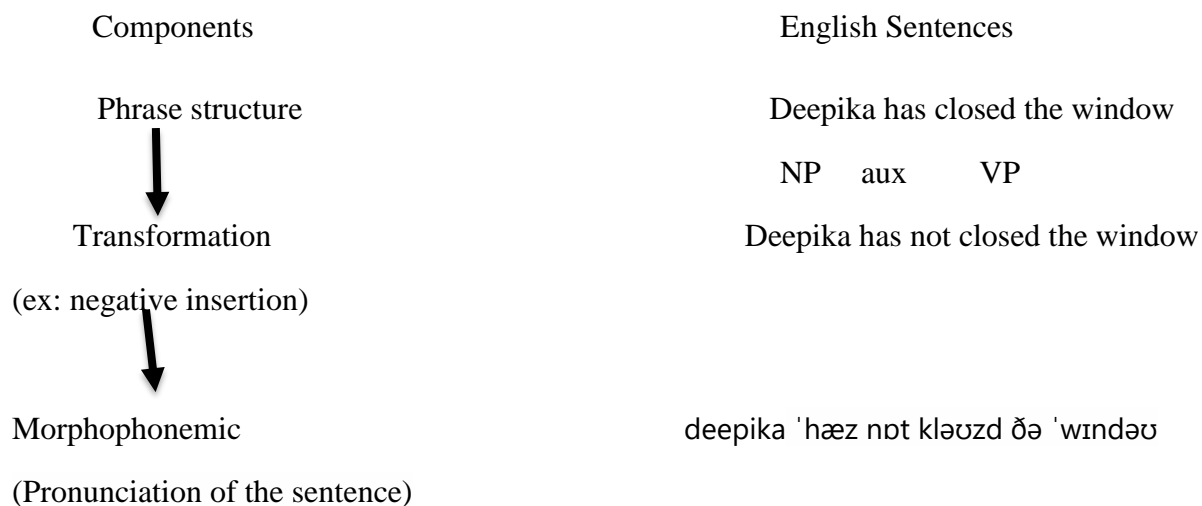 Components English Sentences
Phrase structure Deepika has closed the window
NP aux VP
Transformation Deepika has not closed the window
(ex: negative insertion)
Morphophonemic deepika ˈhæz nɒt kləʊzd ðə ˈwɪndəʊ
(Pronunciation of the sentence)